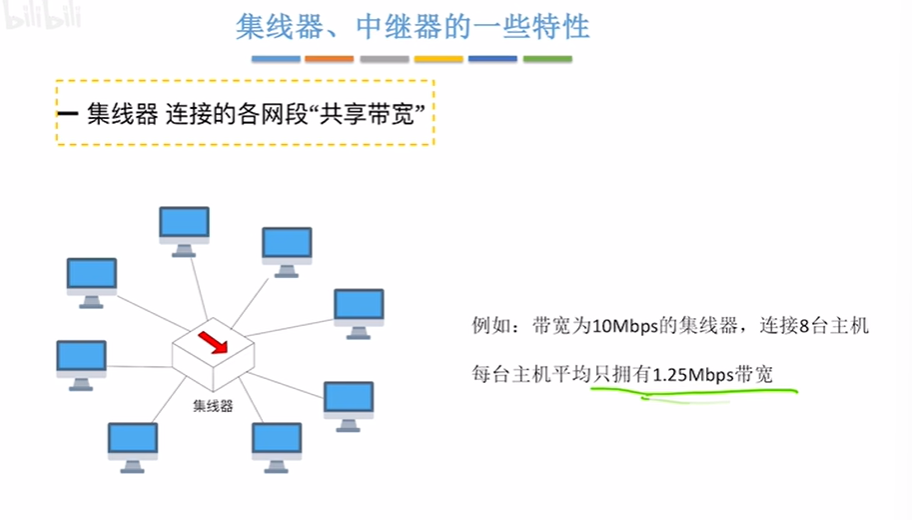 bilibili
集线器、中继器的一些特性
集线器 连接的各网段“共享带宽”
例如：带宽为10Mbps的集线器，连接8台主机
每台主机平均只拥有1.25Mbps带宽
集线器